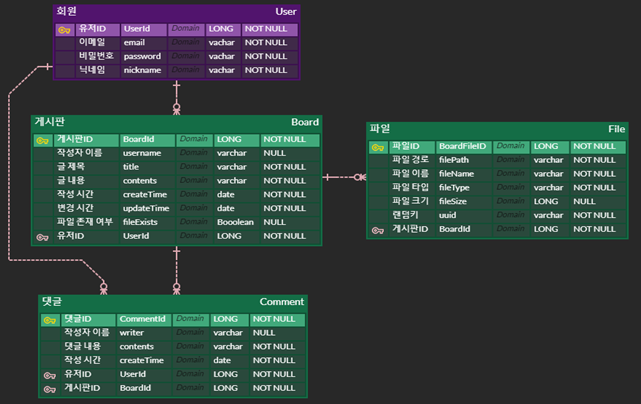 회원 User
유저ID UserId Domain LONG NOT NULL
이메일 email Domain vachar NOT NULL
비밀번호 password Domain vachar NOT NULL
닉네임 nickname Domain vachar NOT NULL
게시판 Board
게시판ID BoardId Domain LONG NOT NULL
작성자 이름 username Domain varchar NULL
글 제목 title Domain varchar NOT NULL
글 내용 contents Domain varchar NOT NULL
작성 시간 createTime Domain date NOT NULL
변경 시간 updateTime Domain date NOT NULL
파일 존재 여부 fileExists Domain Booolean NULL
유저ID UserId Domain LONG NOT NULL
파일 File
파일ID BoardFileID Domain LONG NOT NULL
파일 경로 filePath Domain varchar NOT NULL
파일 이름 fileName Domain varchar NOT NULL
파일 타입 fileType Domain varchar NOT NULL
파일 크기 fileSize Domain LONG NULL
랜덤키 uuid Domain varchar NOT NULL
게시판ID BoardId Domain LONG NOT NULL
댓글 Comment
댓글ID CommentId Domain LONG NOT NULL
작성자 이름 writer Domain varchar NULL
댓글 내용 contents Domain varchar NOT NULL
작성 시간 createTime Domain date NOT NULL
유저ID UserId Domain LONG NOT NULL
게시판ID BoardId Domain LONG NOT NULL